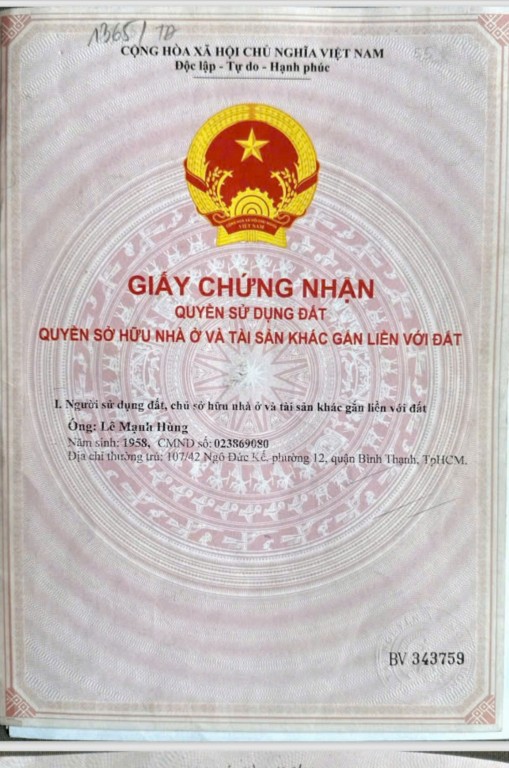 1365/TD
CỘNG HÒA XÃ HỘI CHỦ NGHĨA VIỆT NAM
Độc lập - Tự do - Hạnh phúc
VIỆT NAM
GIẤY CHỨNG NHẬN
QUYỀN SỬ DỤNG ĐẤT
QUYỀN SỞ HỮU NHÀ Ở VÀ TÀI SẢN KHÁC GẮN LIỀN VỚI ĐẤT
I. Người sử dụng đất, chủ sở hữu nhà ở và tài sản khác gắn liền với đất
Ông: Lê Mạnh Hùng
Năm sinh: 1958, CMND số: 023869080
Địa chỉ thường trú: 107/42 Ngô Đức Kế, phường 12, quận Bình Thạnh, TpHCM.
BV 343759